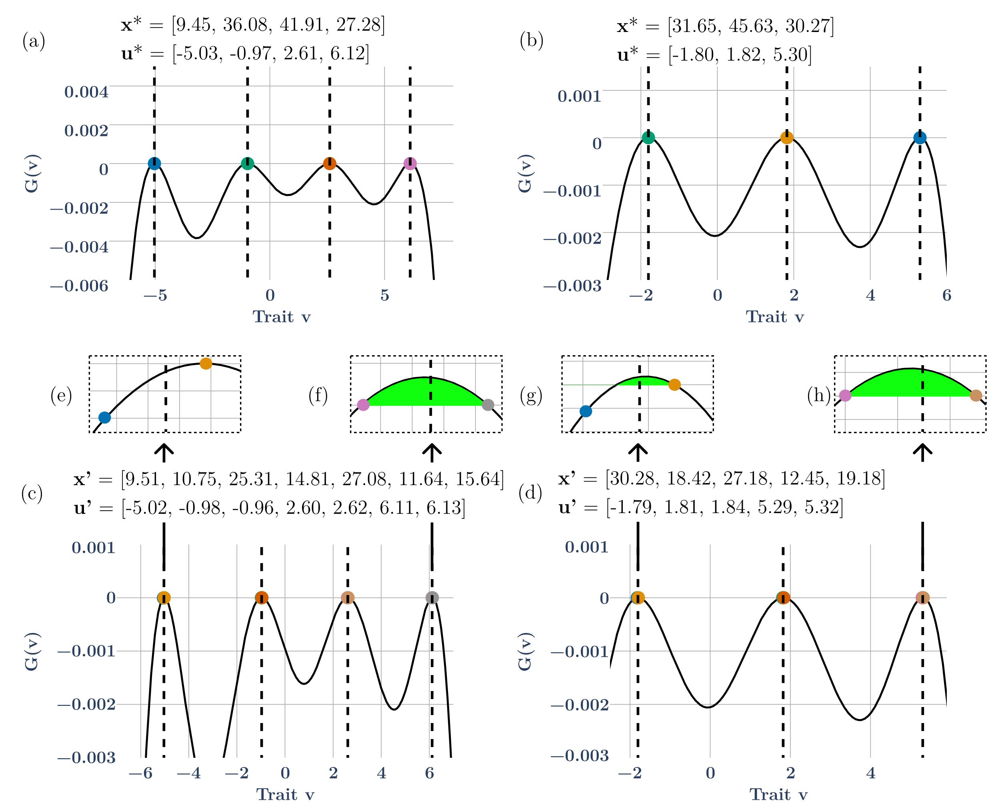 (a)
x* = [9.45, 36.08, 41.91, 27.28]
u* = [-5.03, -0.97, 2.61, 6.12]
0.004
0.002
0
−0.002
−0.004
−0.006
G(v)
−5 0 5
Trait v
(b)
x* = [31.65, 45.63, 30.27]
u* = [-1.80, 1.82, 5.30]
0.001
0
−0.001
−0.002
−0.003
G(v)
−2 0 2 4 6
Trait v
(e)
(f)
(g)
(h)
(c)
x’ = [9.51, 10.75, 25.31, 14.81, 27.08, 11.64, 15.64]
u’ = [-5.02, -0.98, -0.96, 2.60, 2.62, 6.11, 6.13]
0.001
0
−0.001
−0.002
−0.003
G(v)
−6 −4 −2 0 2 4 6
Trait v
(d)
x’ = [30.28, 18.42, 27.18, 12.45, 19.18]
u’ = [-1.79, 1.81, 1.84, 5.29, 5.32]
0.001
0
−0.001
−0.002
−0.003
G(v)
−2 0 2 4
Trait v